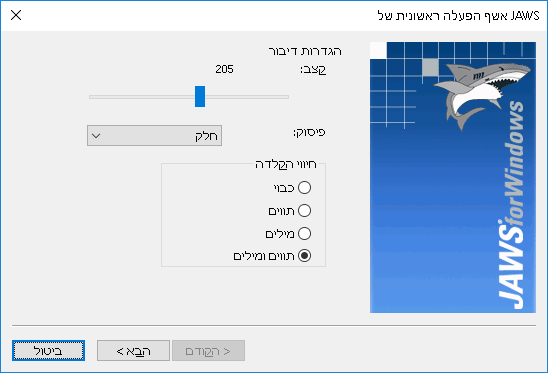 אשף הפעלה ראשונית של JAWS
הגדרות דיבור
קצב:
205
פיסוק:
חלק
חיווי הקלדה
כבוי
תווים
מילים
תווים ומילים
JAWS for Windows
< הקודם
הבא >
ביטול